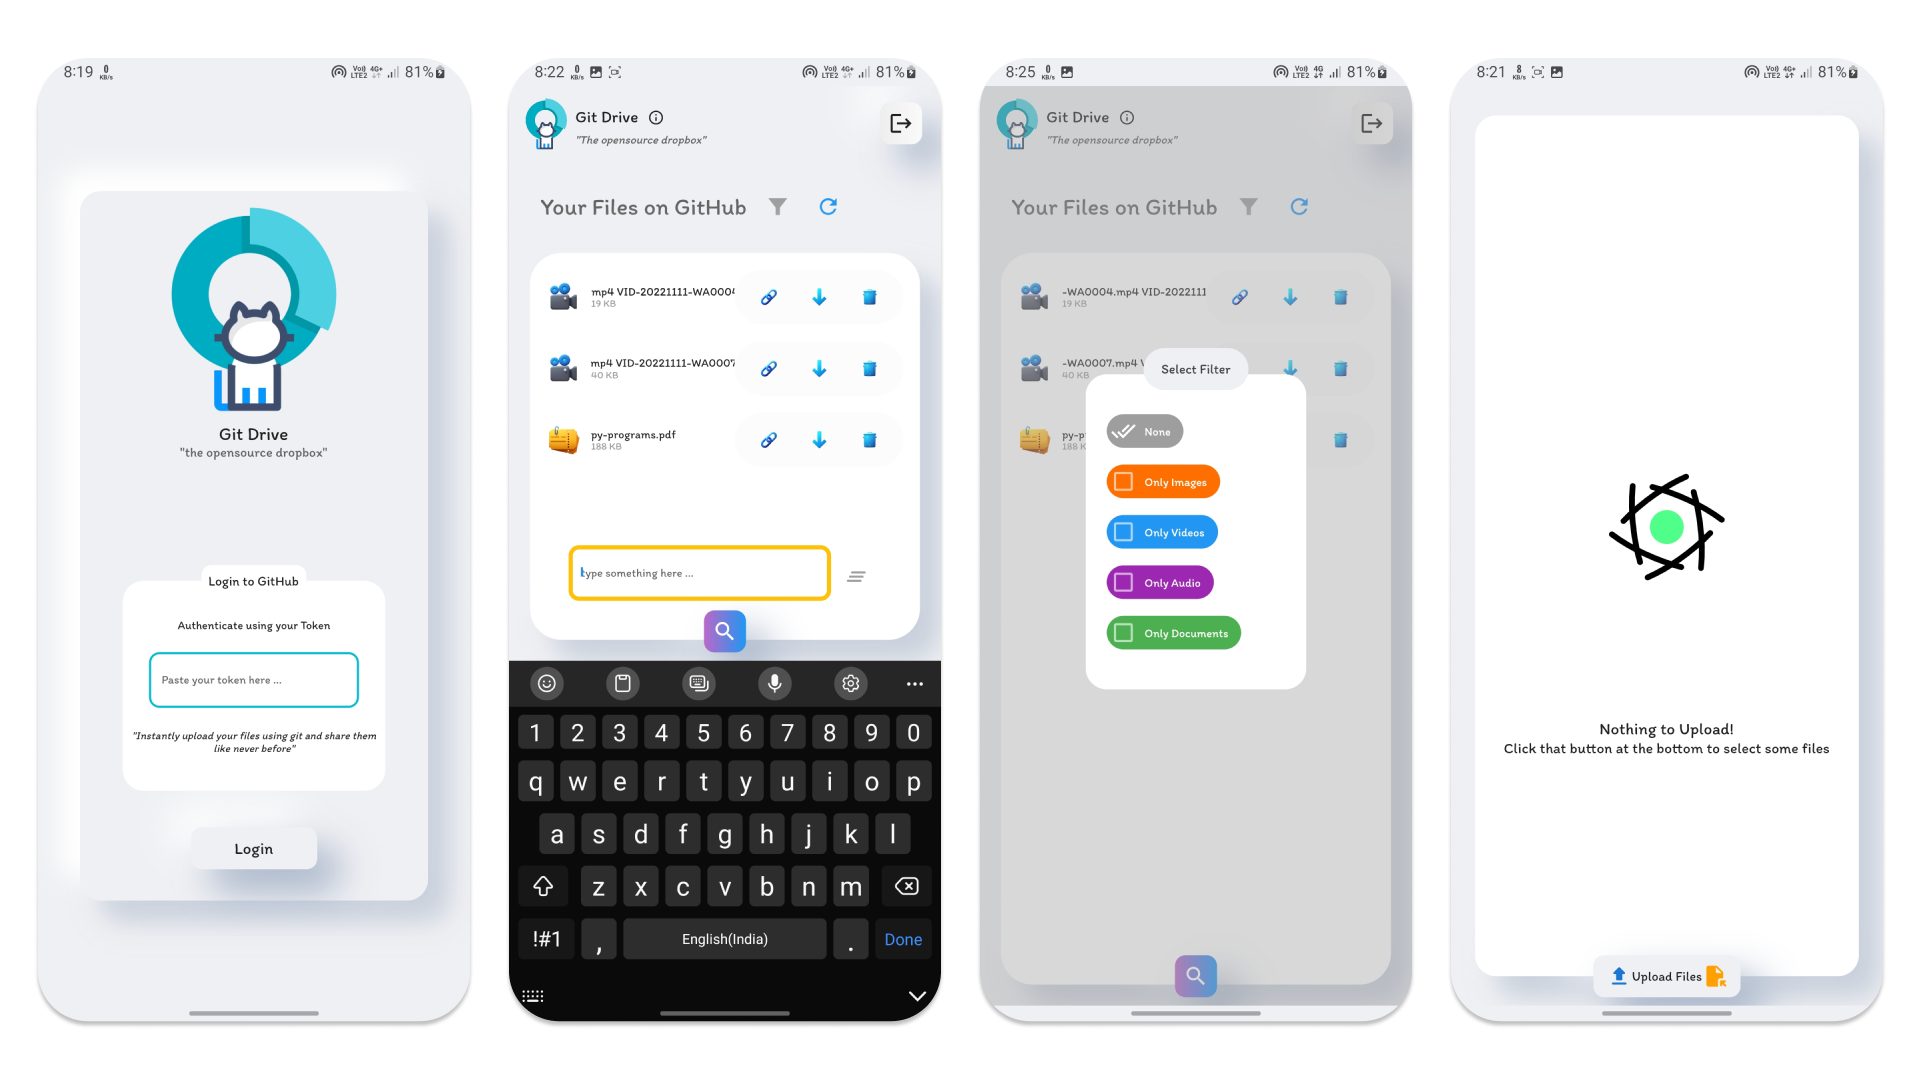 8:19 0 KB/s Vo)) LTE2 4G+ 81%
Git Drive
"the opensource dropbox"
Login to GitHub
Authenticate using your Token
Paste your token here ...
"Instantly upload your files using git and share them
like never before"
Login
8:22 0 KB/s Vo)) LTE2 4G+ 81%
Git Drive
"The opensource dropbox"
Your Files on GitHub
mp4 VID-20221111-WA0004
19 KB
mp4 VID-20221111-WA0007
40 KB
py-programs.pdf
188 KB
type something here ...
1 2 3 4 5 6 7 8 9 0
q w e r t y u i o p
a s d f g h j k l
z x c v b n m
!#1 , English(India) . Done
8:25 0 KB/s Vo)) LTE2 4G 81%
Git Drive
"The opensource dropbox"
Your Files on GitHub
-WA0004.mp4 VID-2022111
19 KB
-WA0007.mp4 V
40 KB
py-p
188 K
Select Filter
None
Only Images
Only Videos
Only Audio
Only Documents
8:21 8 KB/s Vo)) LTE2 4G+ 81%
Nothing to Upload!
Click that button at the bottom to select some files
Upload Files